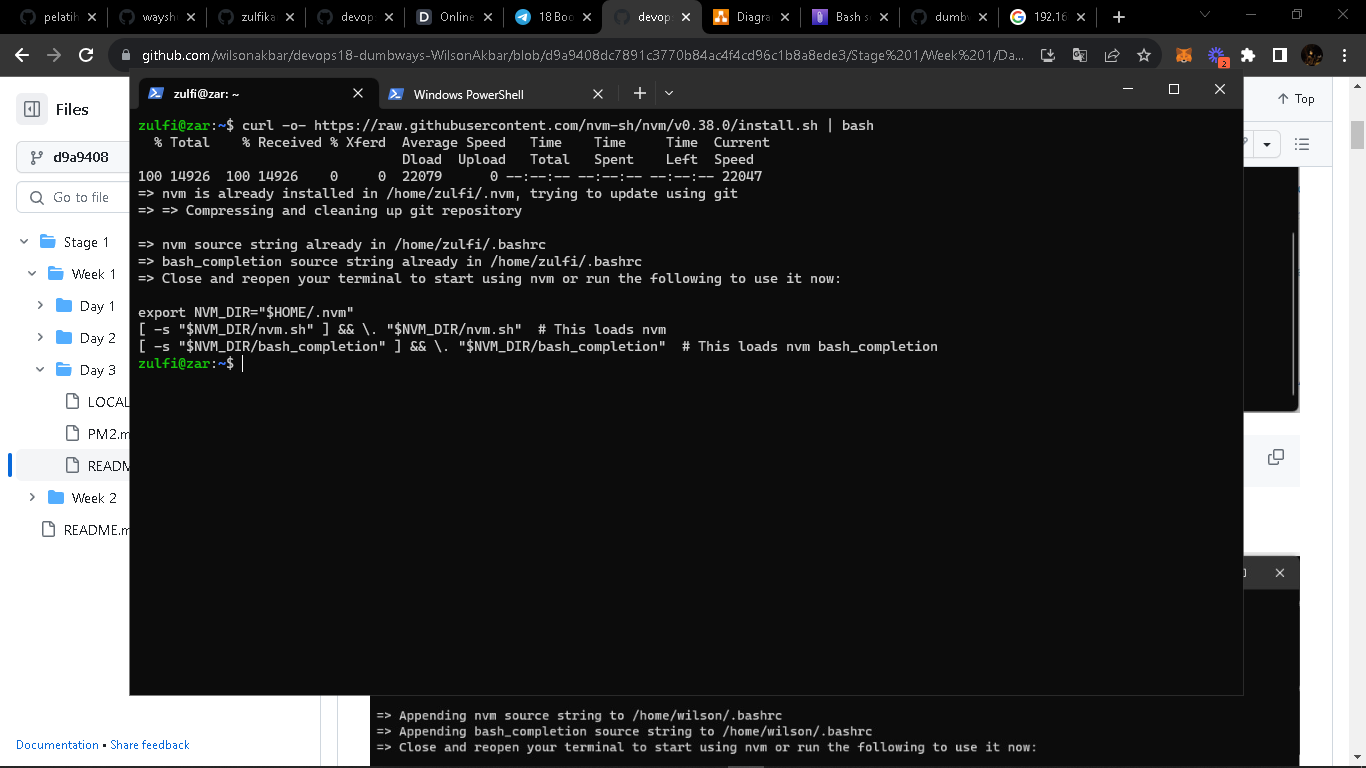 pelatih
waysh
zulfika
devop
Online
18 Boo
devop
Diagra
Bash s
dumbv
192.16
github.com/wilsonakbar/devops18-dumbways-WilsonAkbar/blob/d9a9408dc7891c3770b84ac4f4cd96c1b8a8ede3/Stage%201/Week%201/Da...
2
Files
Top
d9a9408
Go to file
Stage 1
Week 1
Day 1
Day 2
Day 3
LOCAL
PM2.m
READM
Week 2
README.m
Documentation • Share feedback
zulfi@zar: ~
Windows PowerShell
zulfi@zar:~$ curl -o- https://raw.githubusercontent.com/nvm-sh/nvm/v0.38.0/install.sh | bash
% Total % Received % Xferd Average Speed Time Time Time Current
Dload Upload Total Spent Left Speed
100 14926 100 14926 0 0 22079 0 --:--:-- --:--:-- --:--:-- 22047
=> nvm is already installed in /home/zulfi/.nvm, trying to update using git
=> => Compressing and cleaning up git repository
=> nvm source string already in /home/zulfi/.bashrc
=> bash_completion source string already in /home/zulfi/.bashrc
=> Close and reopen your terminal to start using nvm or run the following to use it now:
export NVM_DIR="$HOME/.nvm"
[ -s "$NVM_DIR/nvm.sh" ] && \. "$NVM_DIR/nvm.sh" # This loads nvm
[ -s "$NVM_DIR/bash_completion" ] && \. "$NVM_DIR/bash_completion" # This loads nvm bash_completion
zulfi@zar:~$
=> Appending nvm source string to /home/wilson/.bashrc
=> Appending bash_completion source string to /home/wilson/.bashrc
=> Close and reopen your terminal to start using nvm or run the following to use it now: